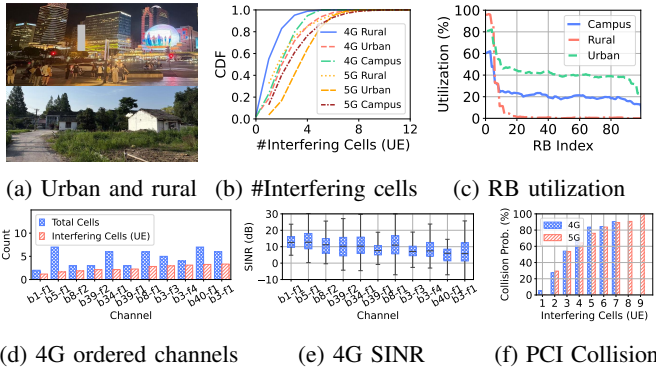 CDF
1.0
0.8
0.6
0.4
0.2
0.0
0
4
8
12
#Interfering Cells (UE)
4G Rural
4G Urban
4G Campus
5G Rural
5G Urban
5G Campus
Utilization (%)
100
75
50
25
0
0
25
50
75
RB Index
Campus
Rural
Urban
(a) Urban and rural
(b) #Interfering cells
(c) RB utilization
Count
10
5
0
Total Cells
Interfering Cells (UE)
b1-f1
b5-f1
b8-f2
b39-f2
b34-f1
b39-f1
b8-f1
b3-f3
b3-f4
b40-f1
b3-f1
Channel
SINR (dB)
30
20
10
0
−10
b1-f1
b5-f1
b8-f2
b39-f2
b34-f1
b39-f1
b8-f1
b3-f3
b3-f4
b40-f1
b3-f1
Channel
Collision Prob. (%)
100
80
60
40
20
0
4G
5G
1 2 3 4 5 6 7 8 9
Interfering Cells (UE)
(d) 4G ordered channels
(e) 4G SINR
(f) PCI Collision